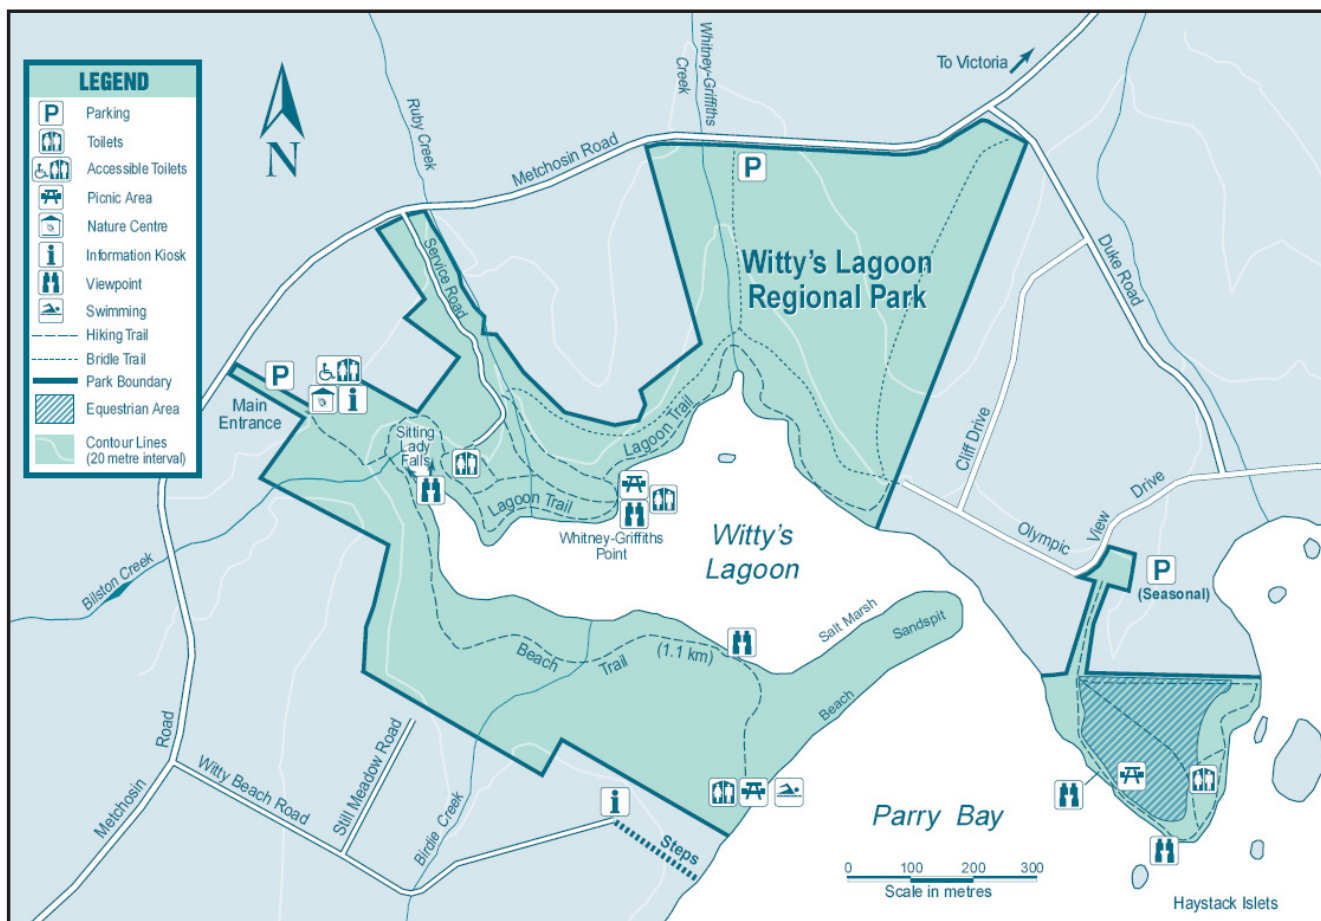 LEGEND
P
Parking
Toilets
Accessible Toilets
Picnic Area
Nature Centre
i
Information Kiosk
Viewpoint
Swimming
Hiking Trail
Bridle Trail
Park Boundary
Equestrian Area
Contour Lines
(20 metre interval)
N
Ruby Creek
Whitney-Griffiths
Creek
To Victoria
Metchosin Road
P
Service Road
Witty's Lagoon
Regional Park
Duke Road
P
i
Main
Entrance
Sitting
Lady
Falls
Lagoon Trail
Lagoon Trail
Whitney-Griffiths
Point
Witty's
Lagoon
Cliff Drive
Olympic
View
Drive
P
(Seasonal)
Bilston Creek
Beach
Trail
(1.1 km)
Salt Marsh
Sandspit
Beach
Metchosin
Road
Witty Beach Road
Still Meadow Road
Birdie Creek
i
Steps
Parry Bay
0 100 200 300
Scale in metres
Haystack Islets